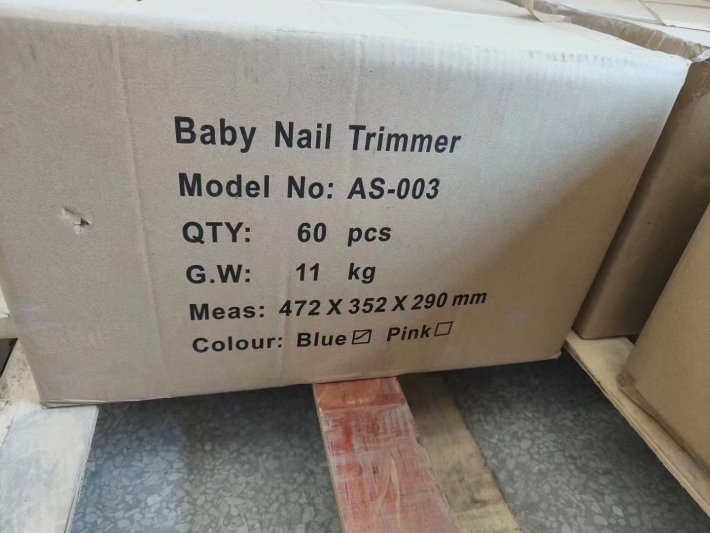 Baby Nail Trimmer
Model No: AS-003
QTY: 60 pcs
G.W: 11 kg
Meas: 472 X 352 X 290 mm
Colour: Blue☑ Pink☐